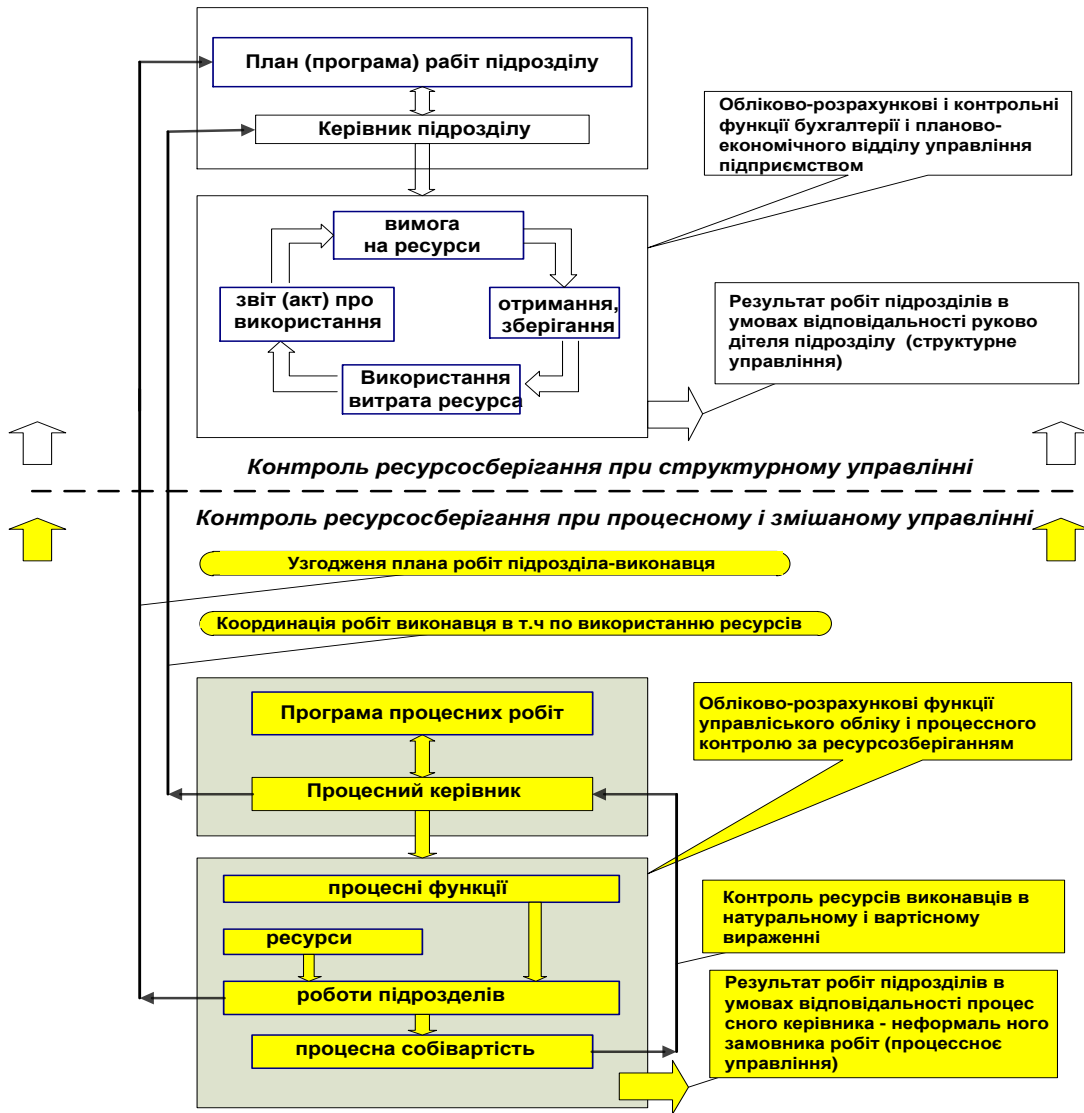 План (програма) рабіт підрозділу
Керівник підрозділу
Обліково-розрахункові і контрольні
функції бухгалтерії і планово-
економічного відділу управління
підприємством
вимога
на ресурси
звіт (акт) про
використання
отримання,
зберігання
Використання
витрата ресурса
Результат робіт підрозділів в
умовах відповідальності руково
дітеля підрозділу (структурне
управління)
Контроль ресурсосберігання при структурному управлінні
Контроль ресурсосберігання при процесному і змішаному управлінні
Узгодженя плана робіт підрозділа-виконавця
Координація робіт виконавця в т.ч по використанню ресурсів
Програма процесних робіт
Процесний керівник
Обліково-розрахункові функції
управліського обліку і процессного
контролю за ресурсозберіганням
процесні функції
ресурси
роботи підрозделів
процесна собівартість
Контроль ресурсів виконавців в
натуральному і вартісному
вираженні
Результат робіт підрозділів в
умовах відповідальності процес
сного керівника - неформаль ного
замовника робіт (процесснoє
управління)